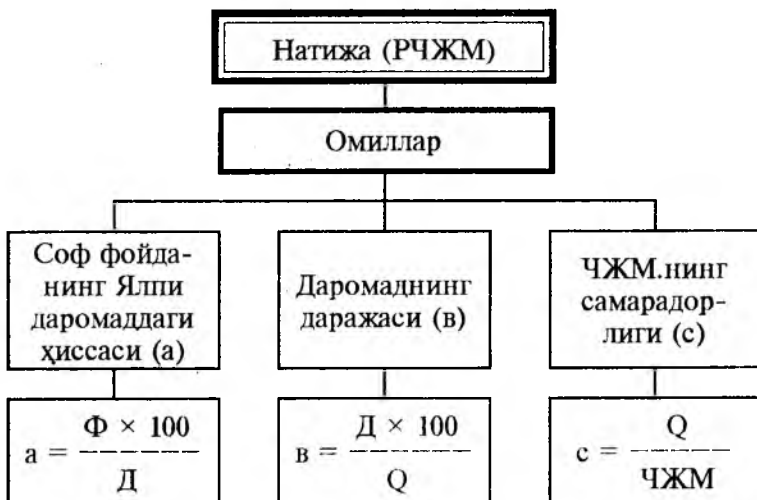 Натижа (РЧЖМ)
Омиллар
Соф фойда-
нинг Ялпи
даромаддаги
ҳиссаси (а)
Даромаднинг
даражаси (в)
ЧЖМ.нинг
самарадор-
лиги (с)
а = Ф × 100 / Д
в = Д × 100 / Q
с = Q / ЧЖМ